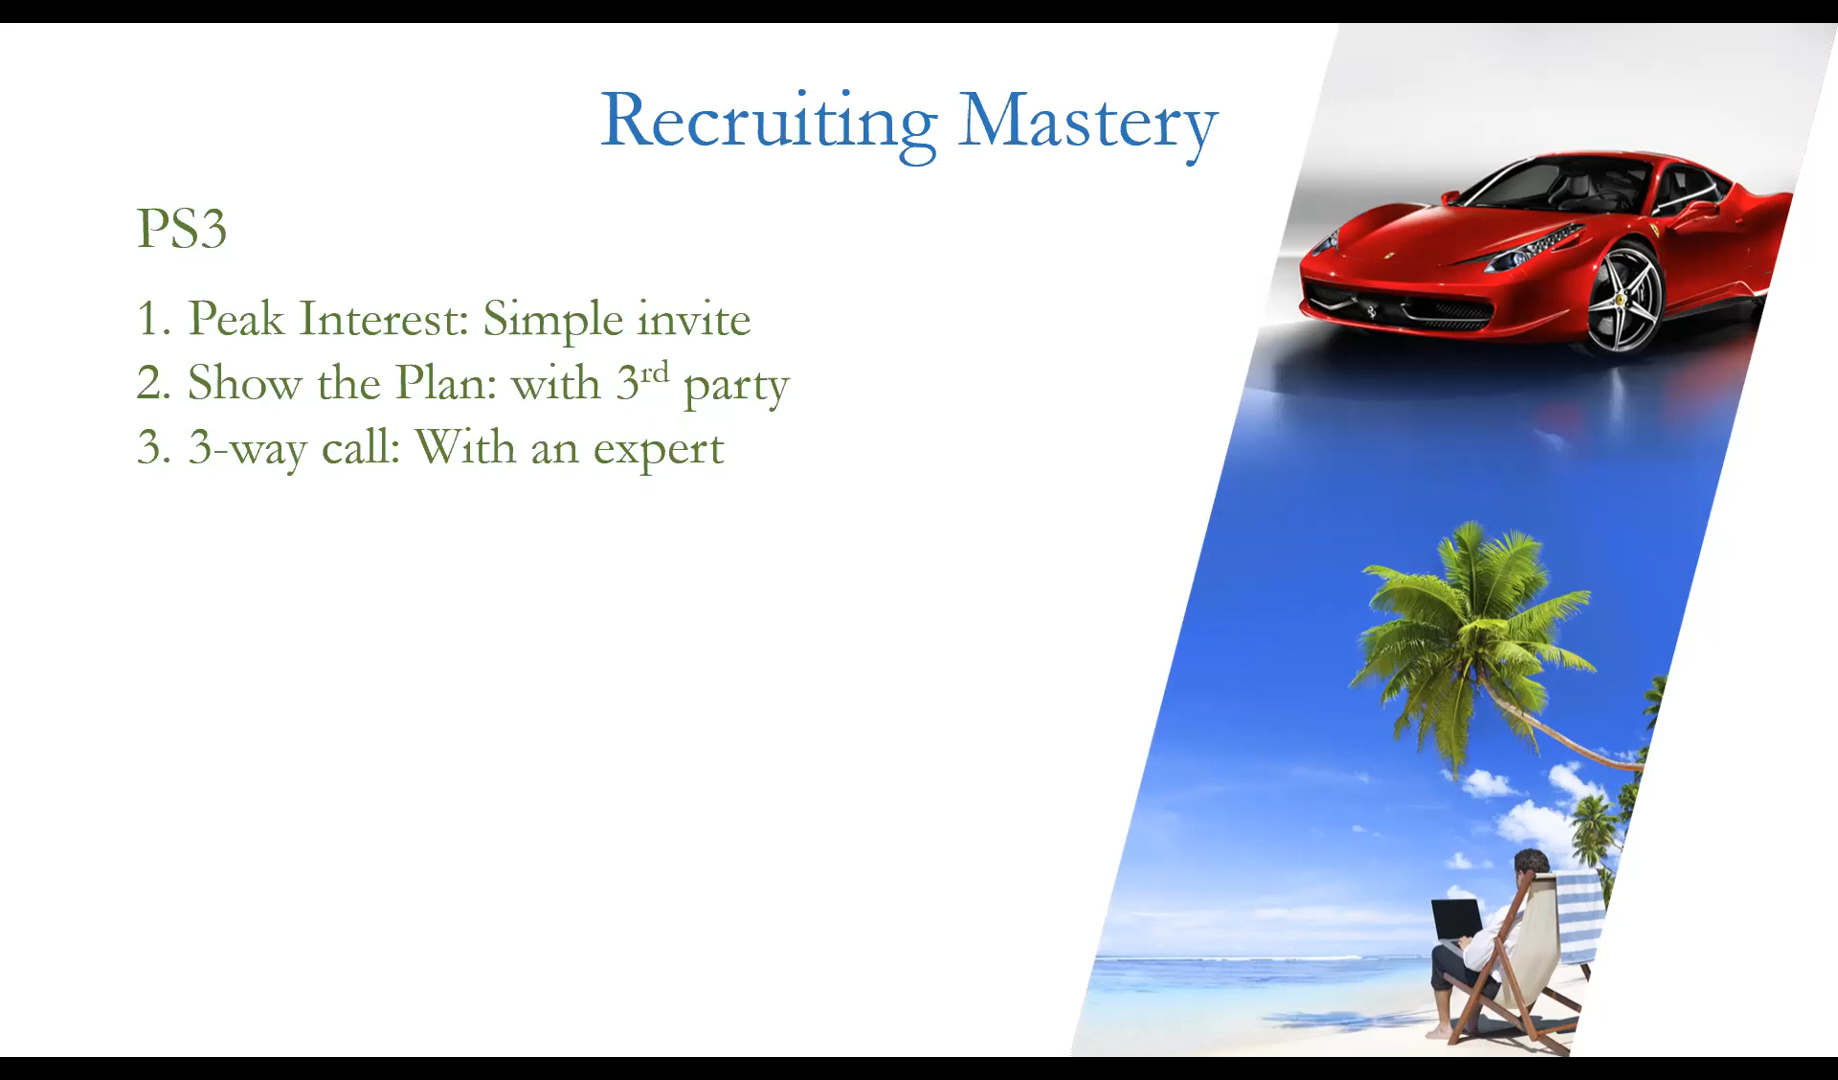 Recruiting Mastery
PS3
1. Peak Interest: Simple invite
2. Show the Plan: with 3rd party
3. 3-way call: With an expert